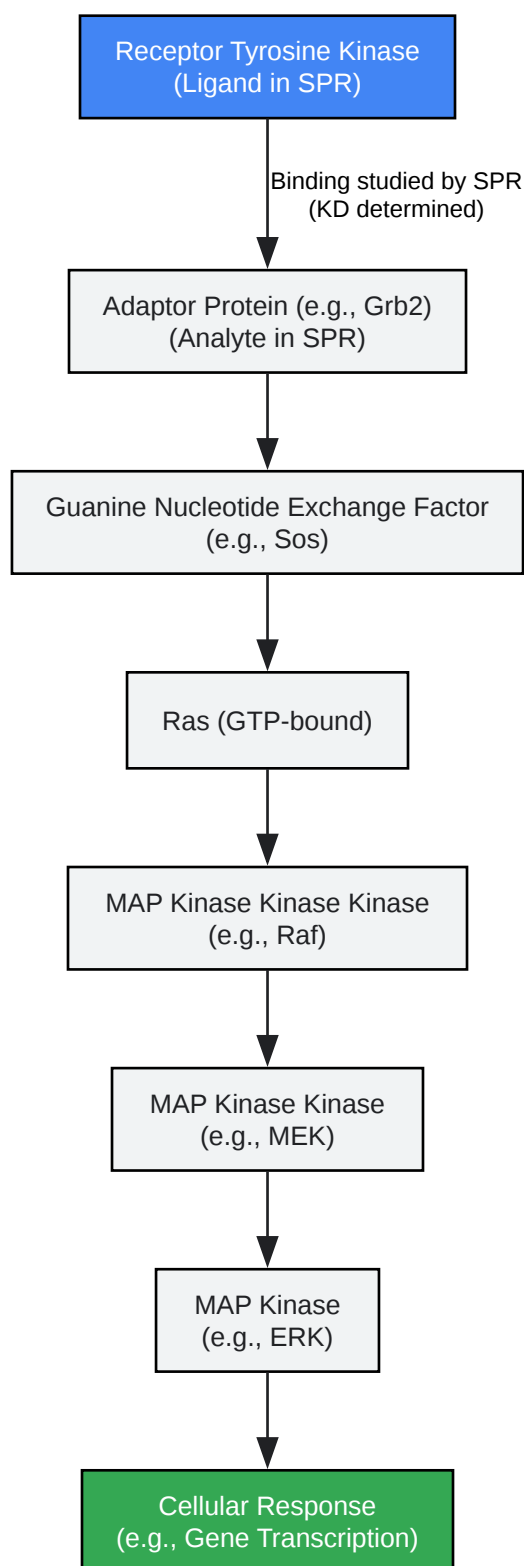 Receptor Tyrosine Kinase
(Ligand in SPR)
Binding studied by SPR
(KD determined)
Adaptor Protein (e.g., Grb2)
(Analyte in SPR)
Guanine Nucleotide Exchange Factor
(e.g., Sos)
Ras (GTP-bound)
MAP Kinase Kinase Kinase
(e.g., Raf)
MAP Kinase Kinase
(e.g., MEK)
MAP Kinase
(e.g., ERK)
Cellular Response
(e.g., Gene Transcription)